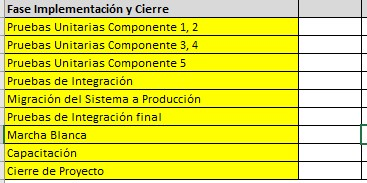 Fase Implementación y Cierre
Pruebas Unitarias Componente 1, 2
Pruebas Unitarias Componente 3, 4
Pruebas Unitarias Componente 5
Pruebas de Integración
Migración del Sistema a Producción
Pruebas de Integración final
Marcha Blanca
Capacitación
Cierre de Proyecto